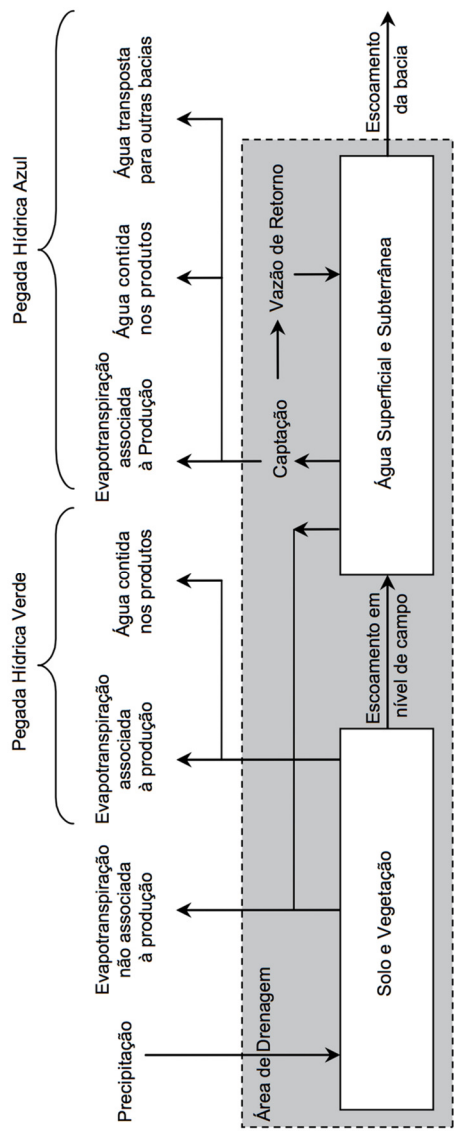 Pegada Hídrica Verde
Pegada Hídrica Azul
Precipitação
Evapotranspiração
não associada
à produção
Evapotranspiração
associada
à produção
Água contida
nos produtos
Evapotranspiração
associada
à Produção
Água contida
nos produtos
Água transposta
para outras bacias
Área de Drenagem
Captação
Vazão de Retorno
Solo e Vegetação
Escoamento em
nível de campo
Água Superficial e Subterrânea
Escoamento
da bacia